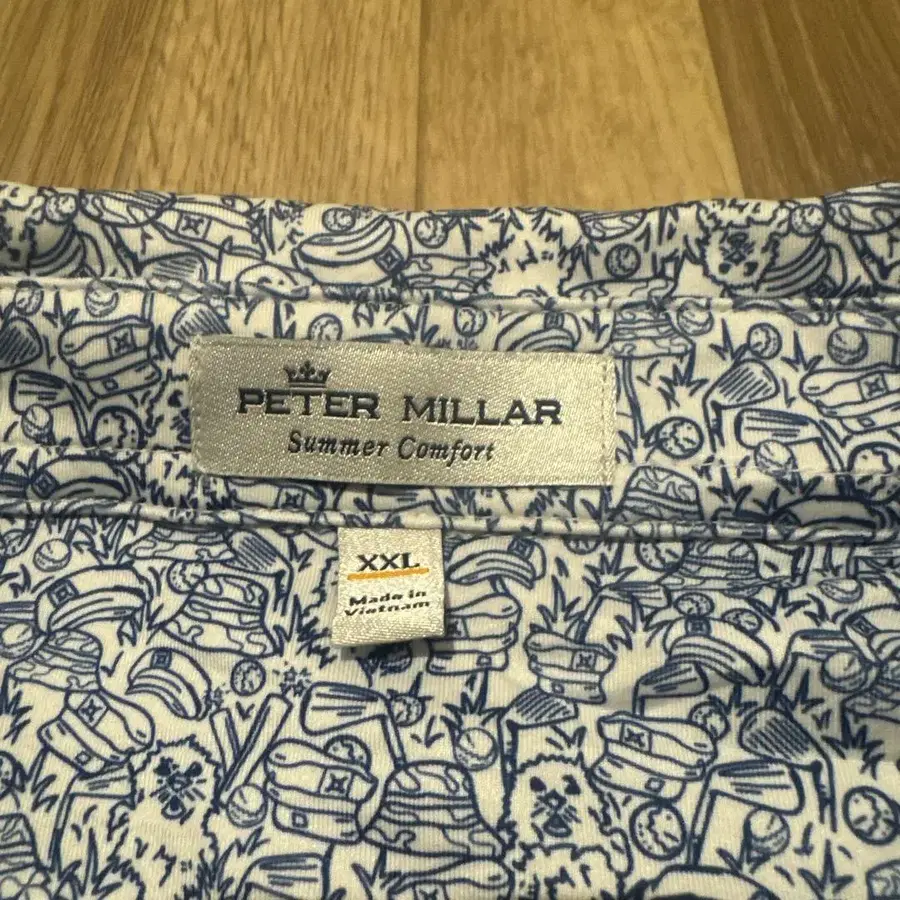 PETER MILLAR
Summer Comfort
XXL
Made in
Vietnam